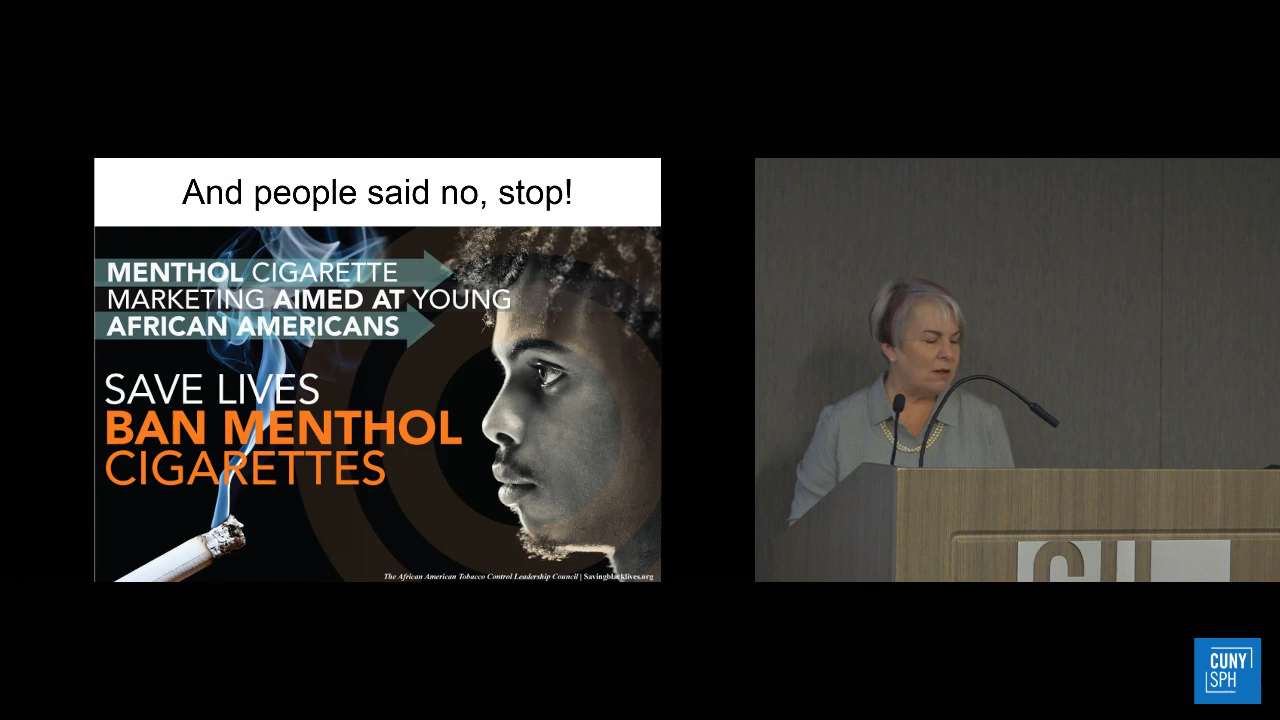 And people said no, stop!
MENTHOL CIGARETTE
MARKETING AIMED AT YOUNG
AFRICAN AMERICANS
SAVE LIVES
BAN MENTHOL
CIGARETTES
The African American Tobacco Control Leadership Council | Savingblacklives.org
CUNY
SPH